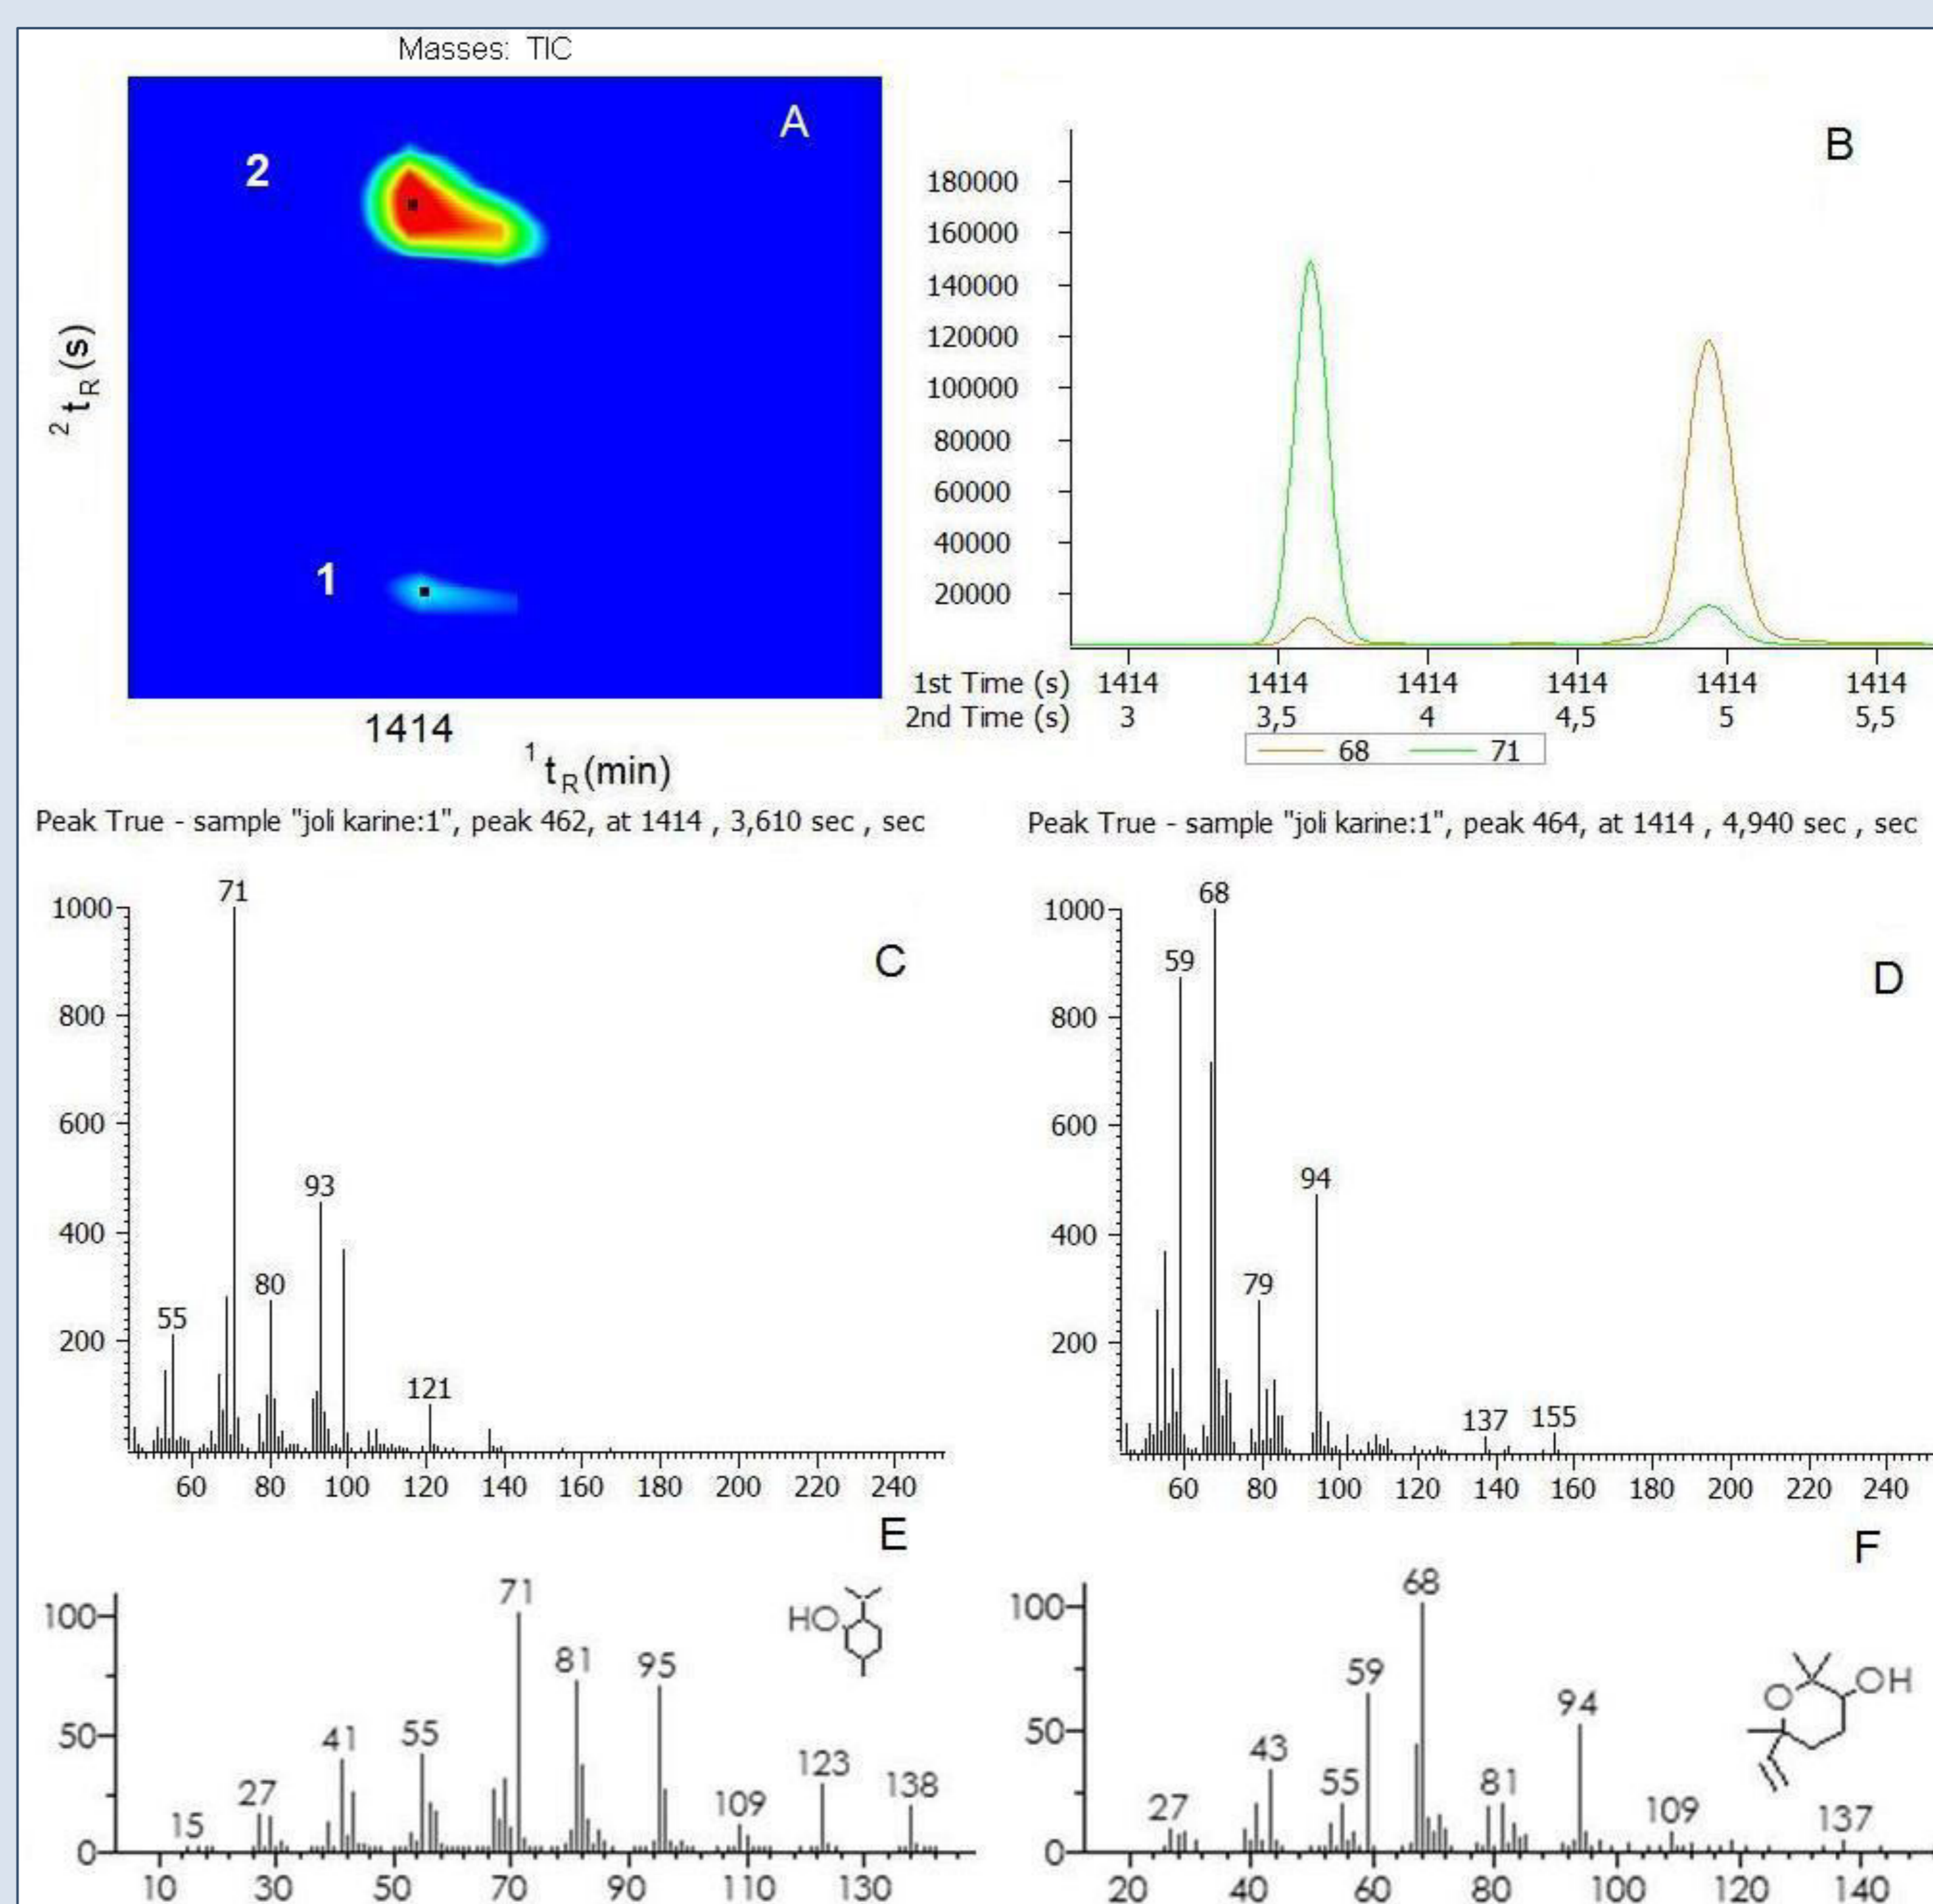 Masses: TIC
A
2
1
2 tR (s)
1414
1 tR (min)
B
180000
160000
140000
120000
100000
80000
60000
40000
20000
1st Time (s) 1414 1414 1414 1414 1414 1414
2nd Time (s) 3 3,5 4 4,5 5 5,5
68 71
Peak True - sample "joli karine:1", peak 462, at 1414 , 3,610 sec , sec
C
1000
800
600
400
200
55 71 80 93 121
60 80 100 120 140 160 180 200 220 240
Peak True - sample "joli karine:1", peak 464, at 1414 , 4,940 sec , sec
D
1000
800
600
400
200
59 68 79 94 137 155
60 80 100 120 140 160 180 200 220 240
E
100
50
0
15 27 41 55 71 81 95 109 123 138
HO
10 30 50 70 90 110 130
F
100
50
0
27 43 55 59 68 81 94 109 137
O OH
20 40 60 80 100 120 140